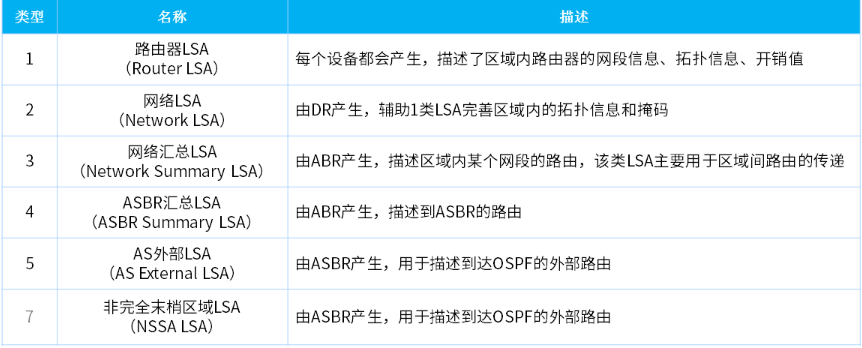 类型 名称 描述
1 路由器LSA
（Router LSA） 每个设备都会产生，描述了区域内路由器的网段信息、拓扑信息、开销值
2 网络LSA
（Network LSA） 由DR产生，辅助1类LSA完善区域内的拓扑信息和掩码
3 网络汇总LSA
（Network Summary LSA） 由ABR产生，描述区域内某个网段的路由，该类LSA主要用于区域间路由的传递
4 ASBR汇总LSA
（ASBR Summary LSA） 由ABR产生，描述到ASBR的路由
5 AS外部LSA
（AS External LSA） 由ASBR产生，用于描述到达OSPF的外部路由
7 非完全末梢区域LSA
（NSSA LSA） 由ASBR产生，用于描述到达OSPF的外部路由